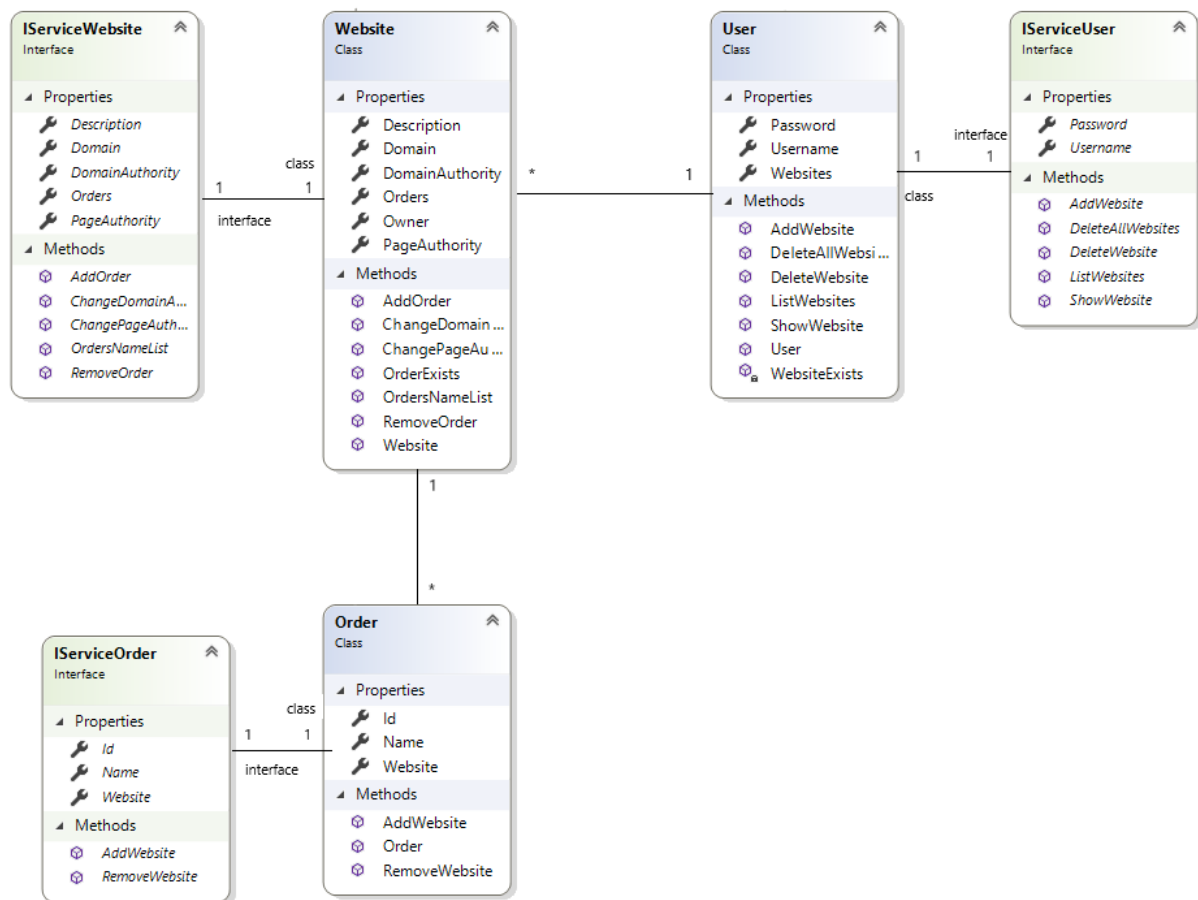 IServiceWebsite
Interface
Properties
Description
Domain
DomainAuthority
Orders
PageAuthority
Methods
AddOrder
ChangeDomainA...
ChangePageAuth...
OrdersNameList
RemoveOrder
class
1
1
interface
Website
Class
Properties
Description
Domain
DomainAuthority
Orders
Owner
PageAuthority
Methods
AddOrder
ChangeDomain ...
ChangePageAu ...
OrderExists
OrdersNameList
RemoveOrder
Website
*
1
User
Class
Properties
Password
Username
Websites
Methods
AddWebsite
DeleteAllWebsi ...
DeleteWebsite
ListWebsites
ShowWebsite
User
WebsiteExists
interface
1
1
class
IServiceUser
Interface
Properties
Password
Username
Methods
AddWebsite
DeleteAllWebsites
DeleteWebsite
ListWebsites
ShowWebsite
1
*
IServiceOrder
Interface
Properties
Id
Name
Website
Methods
AddWebsite
RemoveWebsite
class
1
1
interface
Order
Class
Properties
Id
Name
Website
Methods
AddWebsite
Order
RemoveWebsite